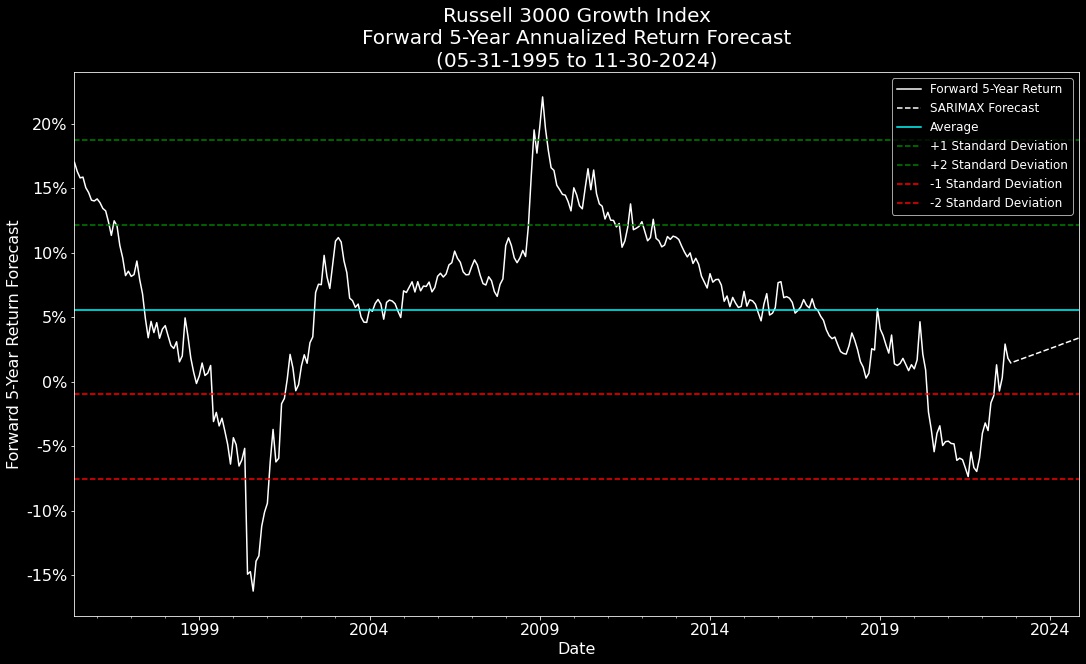 Russell 3000 Growth Index
Forward 5-Year Annualized Return Forecast
(05-31-1995 to 11-30-2024)
Forward 5-Year Return
SARIMAX Forecast
Average
+1 Standard Deviation
+2 Standard Deviation
-1 Standard Deviation
-2 Standard Deviation
Forward 5-Year Return Forecast
20%
15%
10%
5%
0%
-5%
-10%
-15%
1999
2004
2009
2014
2019
2024
Date